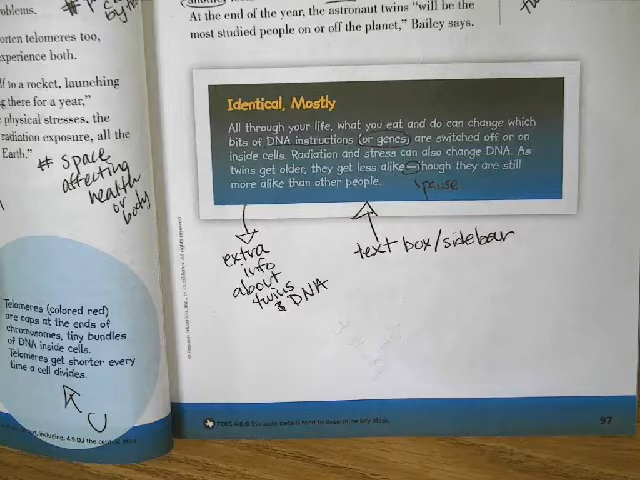 oblems.
orten telomeres too,
xperience both.
lf to a rocket, launching
g there for a year,"
physical stresses, the
radiation exposure, all the
Earth."
# space
affecting
health
or
body
Telomeres (colored red)
are caps at the ends of
chromosomes, tiny bundles
of DNA inside cells.
Telomeres get shorter every
time a cell divides.
At the end of the year, the astronaut twins "will be the
most studied people on or off the planet," Bailey says.
Identical, Mostly
All through your life, what you eat and do can change which
bits of DNA instructions (or genes) are switched off or on
inside cells. Radiation and stress can also change DNA. As
twins get older, they get less alike—though they are still
more alike than other people.
pause
extra
info
about
twins
& DNA
text box/sidebar
97